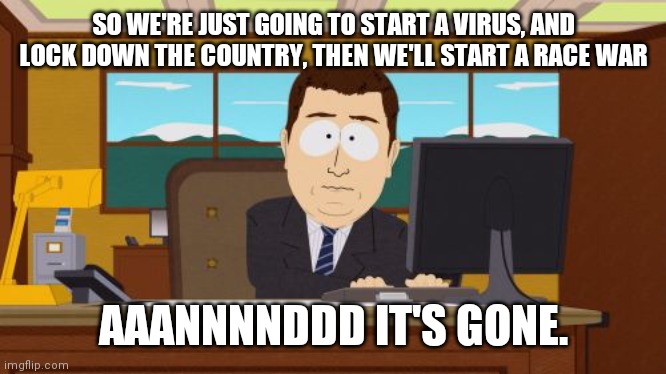 SO WE'RE JUST GOING TO START A VIRUS, AND
LOCK DOWN THE COUNTRY, THEN WE'LL START A RACE WAR
AAANNNNDDD IT'S GONE.
imgflip.com